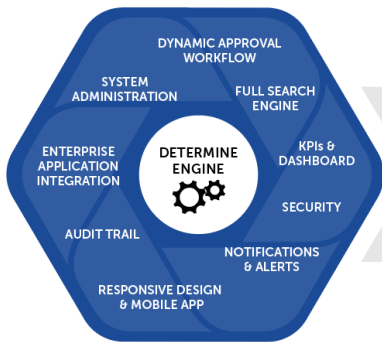 DYNAMIC APPROVAL
WORKFLOW
SYSTEM
ADMINISTRATION
FULL SEARCH
ENGINE
ENTERPRISE
APPLICATION
INTEGRATION
DETERMINE
ENGINE
KPIs &
DASHBOARD
SECURITY
AUDIT TRAIL
NOTIFICATIONS
& ALERTS
RESPONSIVE DESIGN
& MOBILE APP